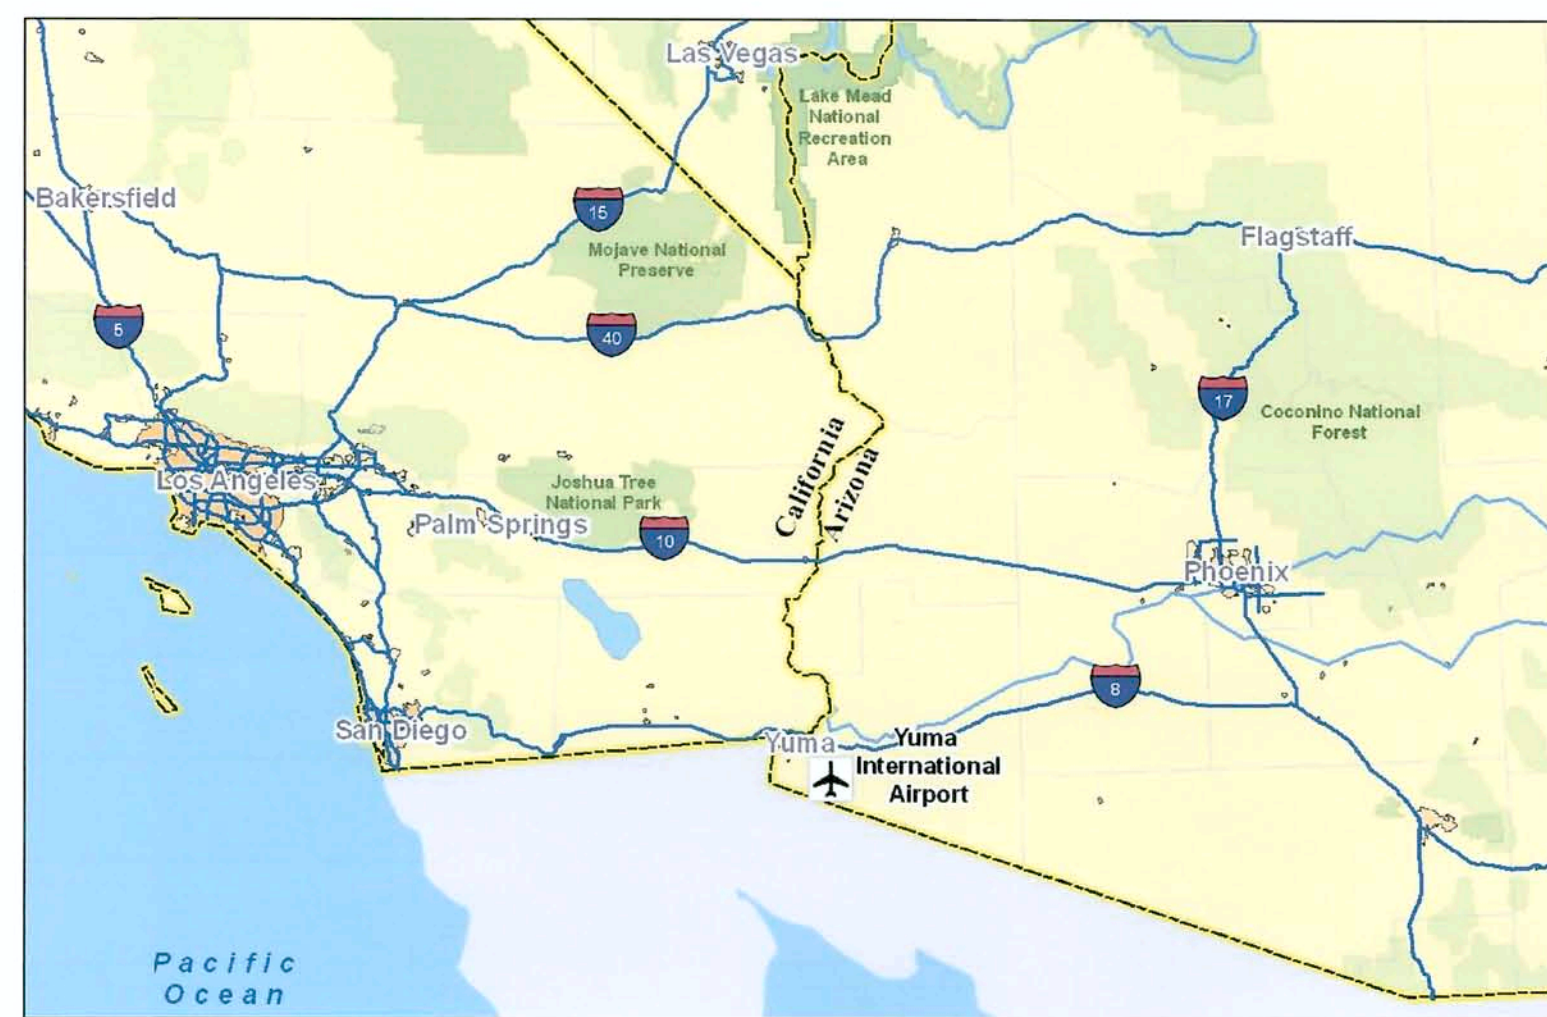 Las Vegas
Lake Mead
National
Recreation
Area
Bakersfield
15
Mojave National
Preserve
Flagstaff
5
40
17
Coconino National
Forest
California
Arizona
Los Angeles
Joshua Tree
National Park
Palm Springs
10
Phoenix
8
San Diego
Yuma
Yuma
International
Airport
Pacific
Ocean